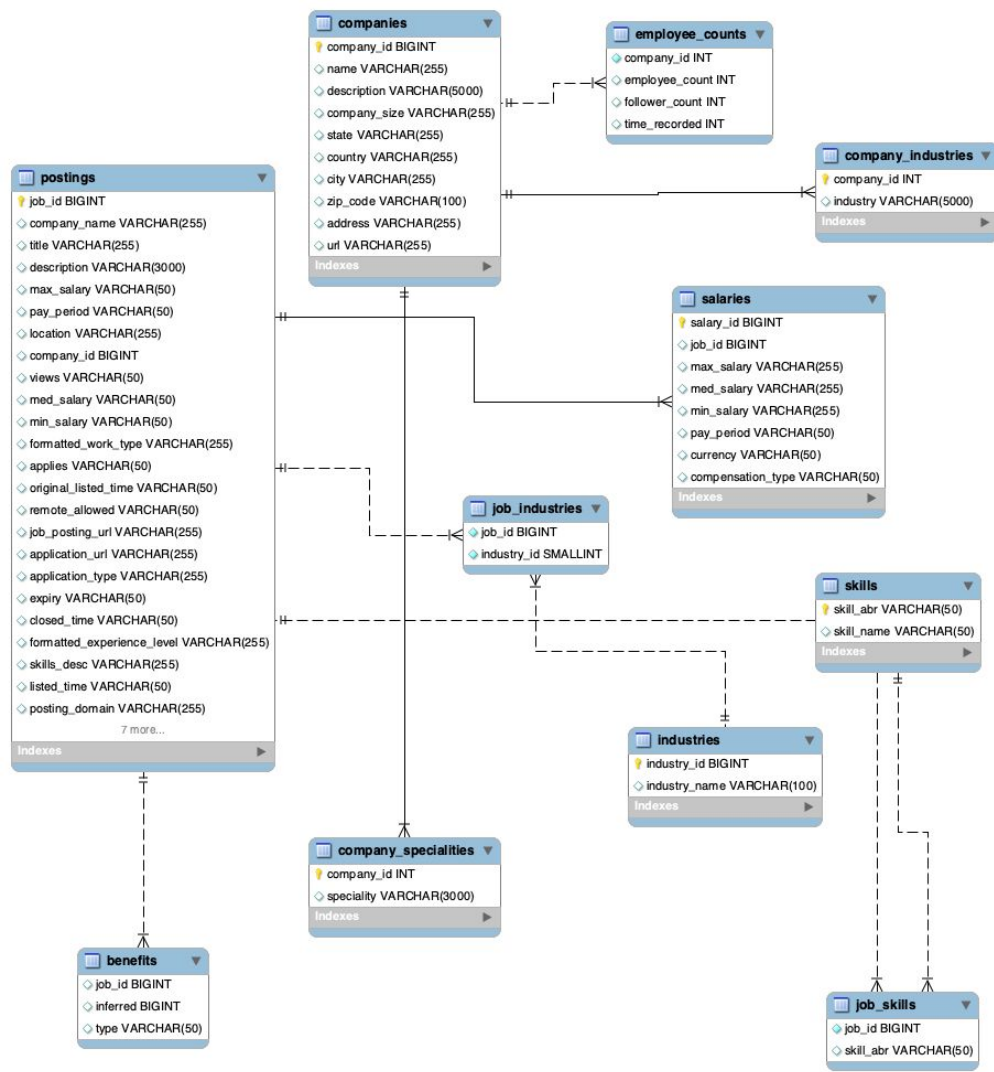 companies
company_id BIGINT
name VARCHAR(255)
description VARCHAR(5000)
company_size VARCHAR(255)
state VARCHAR(255)
country VARCHAR(255)
city VARCHAR(255)
zip_code VARCHAR(100)
address VARCHAR(255)
url VARCHAR(255)
Indexes
employee_counts
company_id INT
employee_count INT
follower_count INT
time_recorded INT
company_industries
company_id INT
industry VARCHAR(5000)
Indexes
postings
job_id BIGINT
company_name VARCHAR(255)
title VARCHAR(255)
description VARCHAR(3000)
max_salary VARCHAR(50)
pay_period VARCHAR(50)
location VARCHAR(255)
company_id BIGINT
views VARCHAR(50)
med_salary VARCHAR(50)
min_salary VARCHAR(50)
formatted_work_type VARCHAR(255)
applies VARCHAR(50)
original_listed_time VARCHAR(50)
remote_allowed VARCHAR(50)
job_posting_url VARCHAR(255)
application_url VARCHAR(255)
application_type VARCHAR(255)
expiry VARCHAR(50)
closed_time VARCHAR(50)
formatted_experience_level VARCHAR(255)
skills_desc VARCHAR(255)
listed_time VARCHAR(50)
posting_domain VARCHAR(255)
7 more...
Indexes
salaries
salary_id BIGINT
job_id BIGINT
max_salary VARCHAR(255)
med_salary VARCHAR(255)
min_salary VARCHAR(255)
pay_period VARCHAR(50)
currency VARCHAR(50)
compensation_type VARCHAR(50)
Indexes
job_industries
job_id BIGINT
industry_id SMALLINT
skills
skill_abr VARCHAR(50)
skill_name VARCHAR(50)
Indexes
industries
industry_id BIGINT
industry_name VARCHAR(100)
Indexes
company_specialities
company_id INT
speciality VARCHAR(3000)
Indexes
benefits
job_id BIGINT
inferred BIGINT
type VARCHAR(50)
job_skills
job_id BIGINT
skill_abr VARCHAR(50)